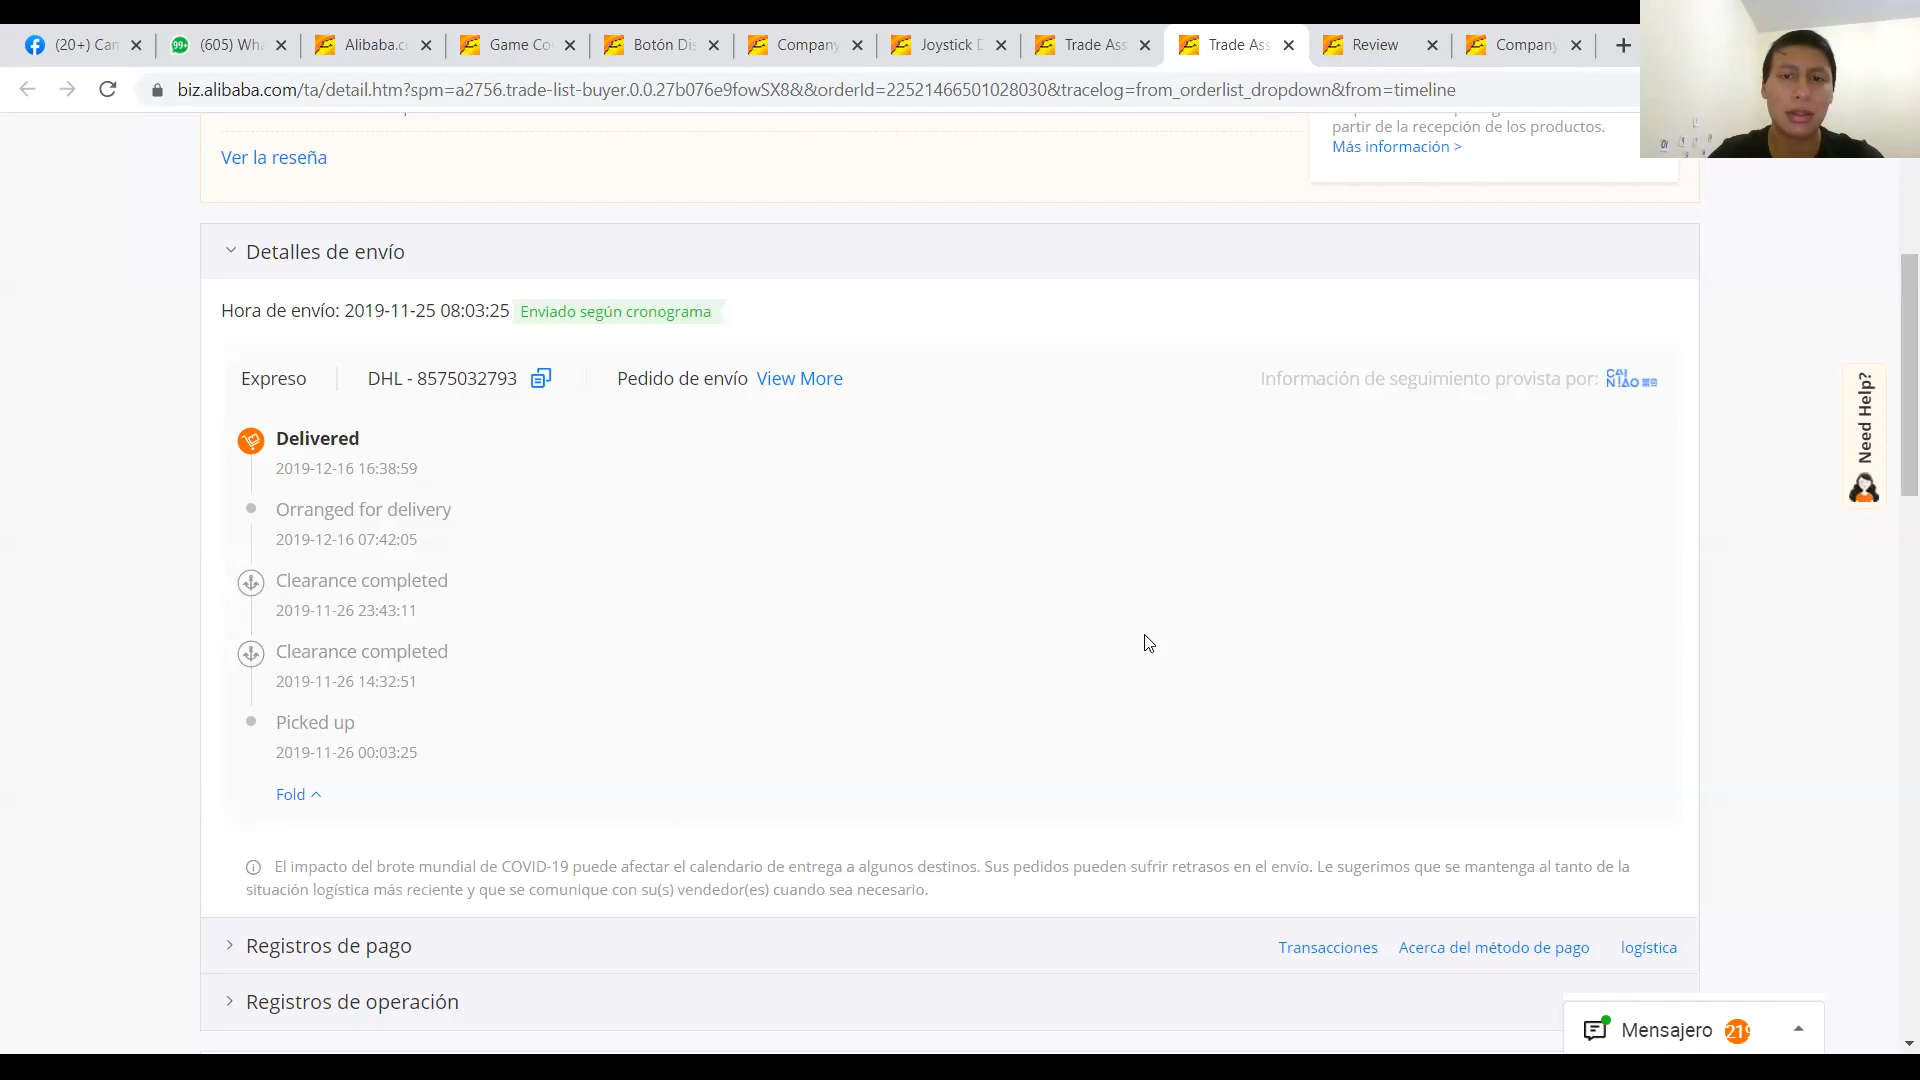 (20+) Car
(605) Wh
Alibaba.c
Game Co
Botón Dis
Company
Joystick D
Trade Ass
Trade Ass
Review
Company
biz.alibaba.com/ta/detail.htm?spm=a2756.trade-list-buyer.0.0.27b076e9fowSX8&&orderId=22521466501028030&tracelog=from_orderlist_dropdown&from=timeline
partir de la recepción de los productos.
Más información >
Ver la reseña
Detalles de envío
Hora de envío: 2019-11-25 08:03:25 Enviado según cronograma
Expreso DHL - 8575032793 Pedido de envío View More Información de seguimiento provista por: CAI NIAO
Delivered
2019-12-16 16:38:59
Orranged for delivery
2019-12-16 07:42:05
Clearance completed
2019-11-26 23:43:11
Clearance completed
2019-11-26 14:32:51
Picked up
2019-11-26 00:03:25
Fold
Need Help?
El impacto del brote mundial de COVID-19 puede afectar el calendario de entrega a algunos destinos. Sus pedidos pueden sufrir retrasos en el envío. Le sugerimos que se mantenga al tanto de la
situación logística más reciente y que se comunique con su(s) vendedor(es) cuando sea necesario.
Registros de pago Transacciones Acerca del método de pago logística
Registros de operación
Mensajero 219